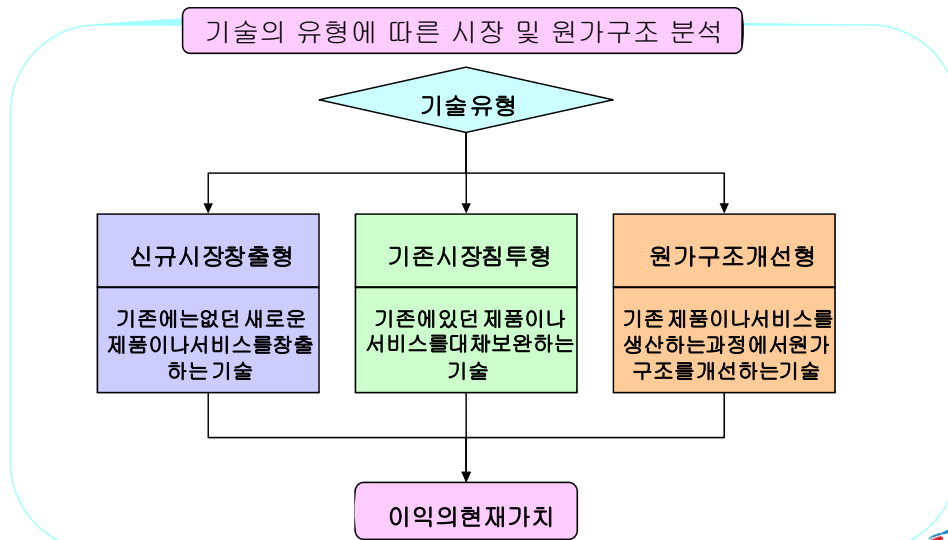 기술의 유형에 따른 시장 및 원가구조 분석
기술유형
신규시장창출형
기존에는없던 새로운
제품이나서비스를창출
하는 기술
기존시장침투형
기존에있던 제품이나
서비스를대채보완하는
기술
원가구조개선형
기존 제품이나서비스를
생산하는과정에서원가
구조를개선하는기술
이익의현재가치